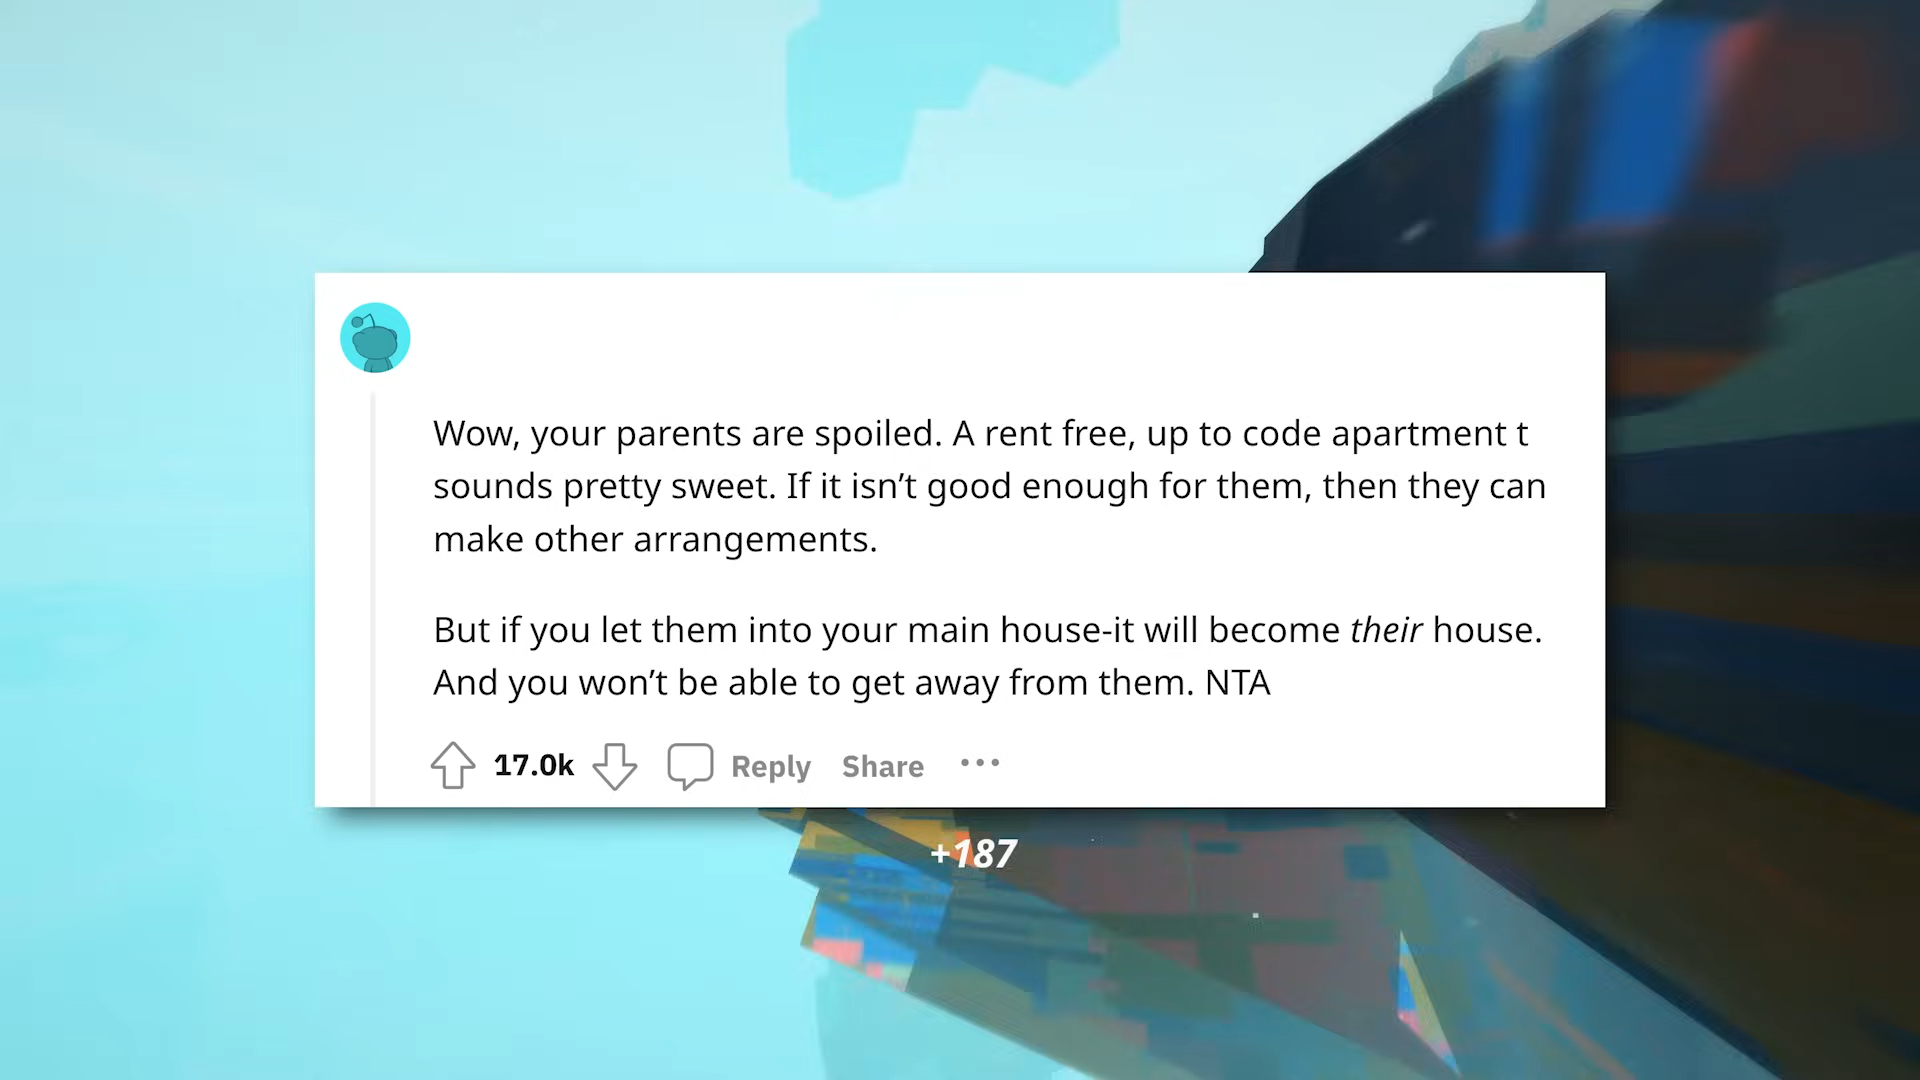 Wow, your parents are spoiled. A rent free, up to code apartment t
sounds pretty sweet. If it isn’t good enough for them, then they can
make other arrangements.
But if you let them into your main house-it will become their house.
And you won’t be able to get away from them. NTA
17.0k Reply Share ···
+187